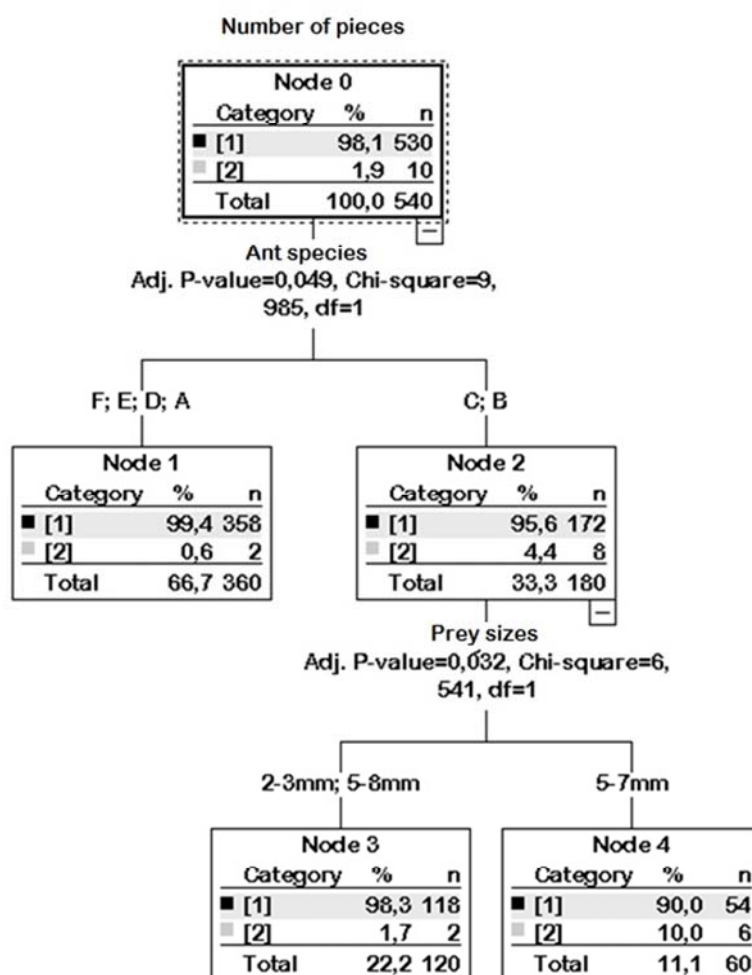 Number of pieces
Node 0
Category % n
[1] 98,1 530
[2] 1,9 10
Total 100,0 540
Ant species
Adj. P-value=0,049, Chi-square=9,
985, df=1
F; E; D; A
C; B
Node 1
Category % n
[1] 99,4 358
[2] 0,6 2
Total 66,7 360
Node 2
Category % n
[1] 95,6 172
[2] 4,4 8
Total 33,3 180
Prey sizes
Adj. P-value=0,032, Chi-square=6,
541, df=1
2-3mm; 5-8mm
5-7mm
Node 3
Category % n
[1] 98,3 118
[2] 1,7 2
Total 22,2 120
Node 4
Category % n
[1] 90,0 54
[2] 10,0 6
Total 11,1 60